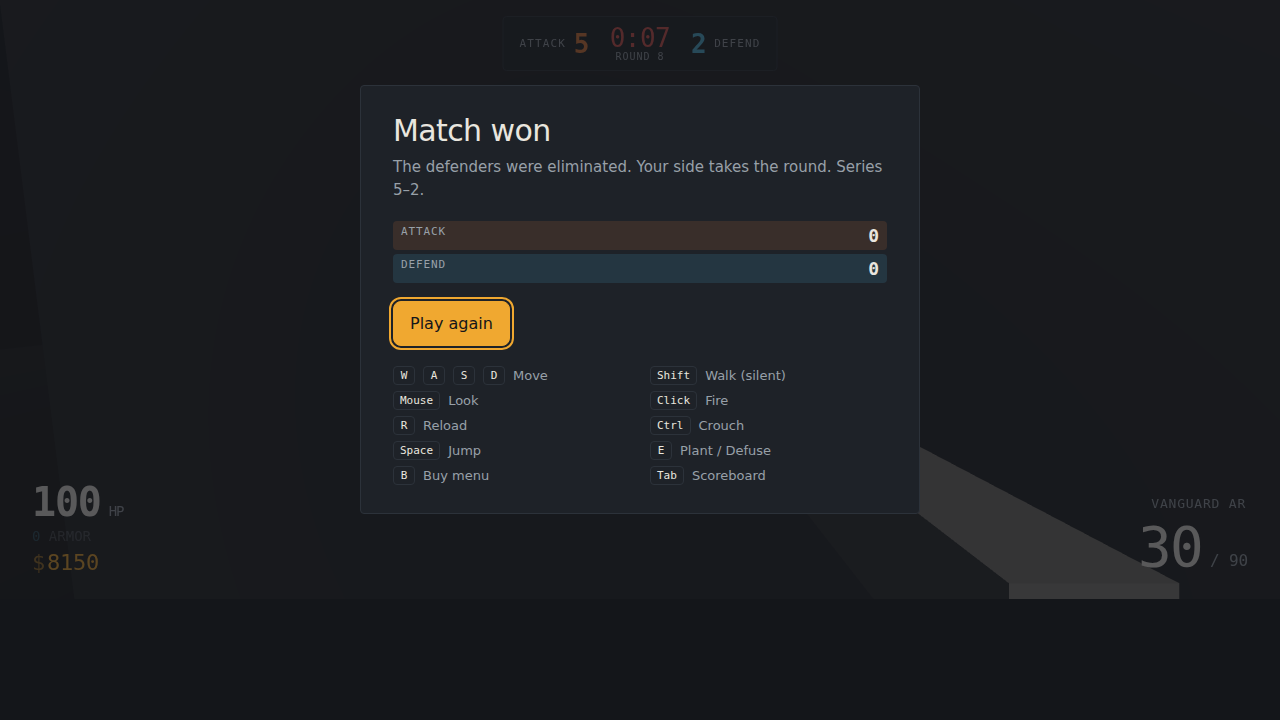 ATTACK 5 0:07 2 DEFEND
ROUND 8
Match won
The defenders were eliminated. Your side takes the round. Series
5–2.
ATTACK 0
DEFEND 0
Play again
W A S D Move
Shift Walk (silent)
Mouse Look
Click Fire
R Reload
Ctrl Crouch
Space Jump
E Plant / Defuse
B Buy menu
Tab Scoreboard
100 HP
0 ARMOR
$8150
VANGUARD AR
30 / 90